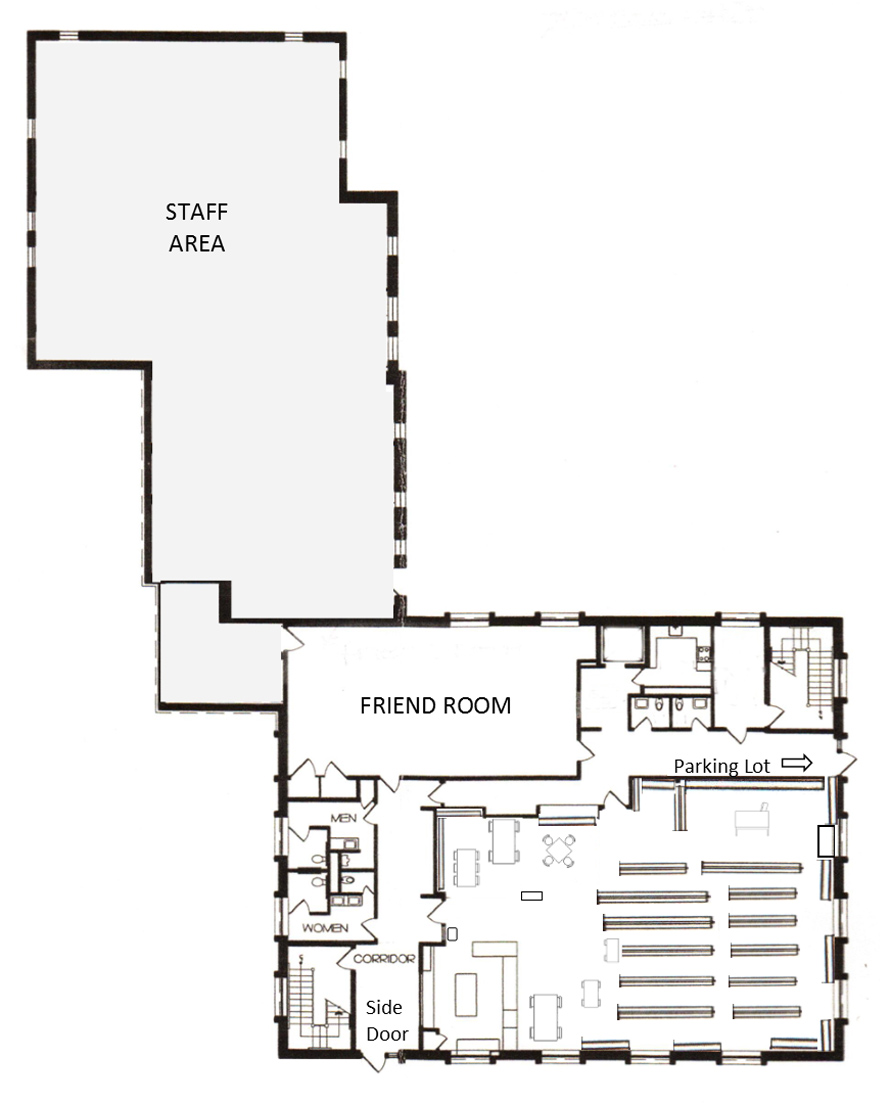 STAFF
AREA
FRIEND ROOM
Parking Lot
MEN
WOMEN
CORRIDOR
Side
Door